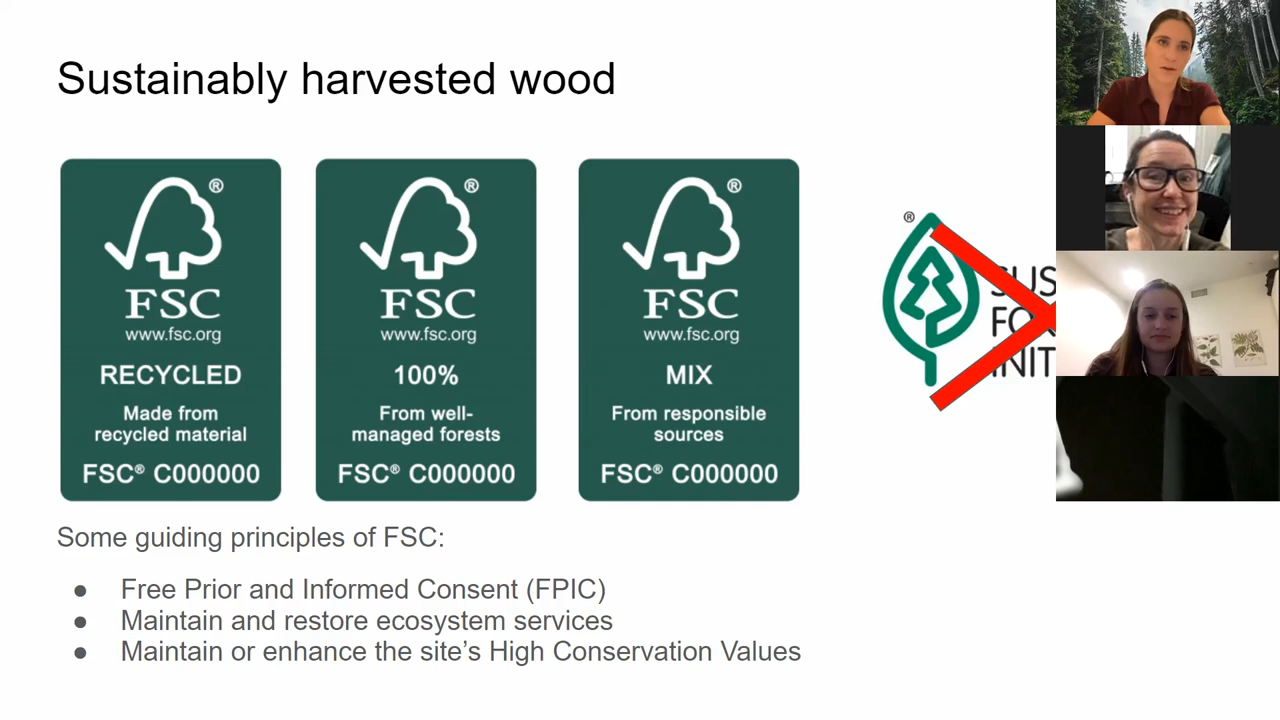 Sustainably harvested wood
®
FSC
www.fsc.org
RECYCLED
Made from
recycled material
FSC® C000000
®
FSC
www.fsc.org
100%
From well-
managed forests
FSC® C000000
®
FSC
www.fsc.org
MIX
From responsible
sources
FSC® C000000
®
SUS
FO
INIT
Some guiding principles of FSC:
● Free Prior and Informed Consent (FPIC)
● Maintain and restore ecosystem services
● Maintain or enhance the site's High Conservation Values